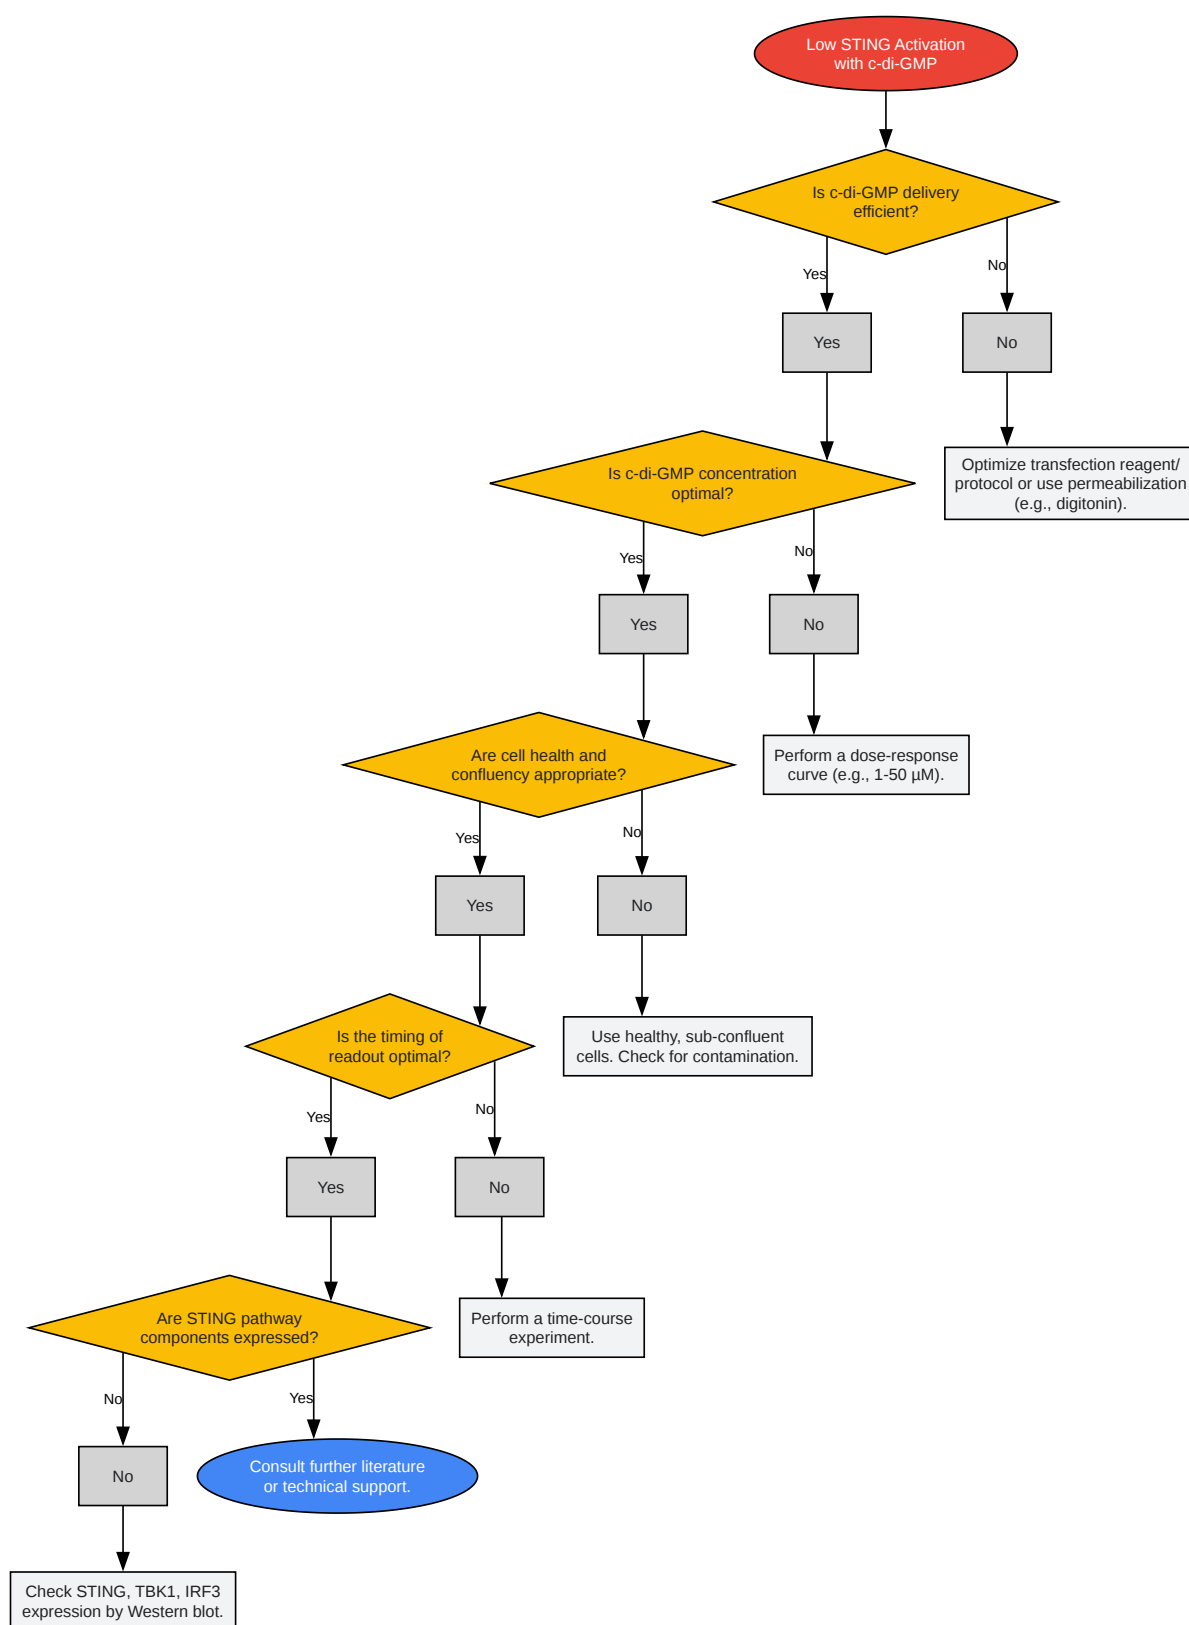 Low STING Activation
with c-di-GMP
Is c-di-GMP delivery
efficient?
Yes
No
Yes
No
Is c-di-GMP concentration
optimal?
Optimize transfection reagent/
protocol or use permeabilization
(e.g., digitonin).
Yes
No
Yes
No
Are cell health and
confluency appropriate?
Perform a dose-response
curve (e.g., 1-50 µM).
Yes
No
Yes
No
Is the timing of
readout optimal?
Use healthy, sub-confluent
cells. Check for contamination.
Yes
No
Yes
No
Are STING pathway
components expressed?
Perform a time-course
experiment.
No
Yes
No
Consult further literature
or technical support.
Check STING, TBK1, IRF3
expression by Western blot.